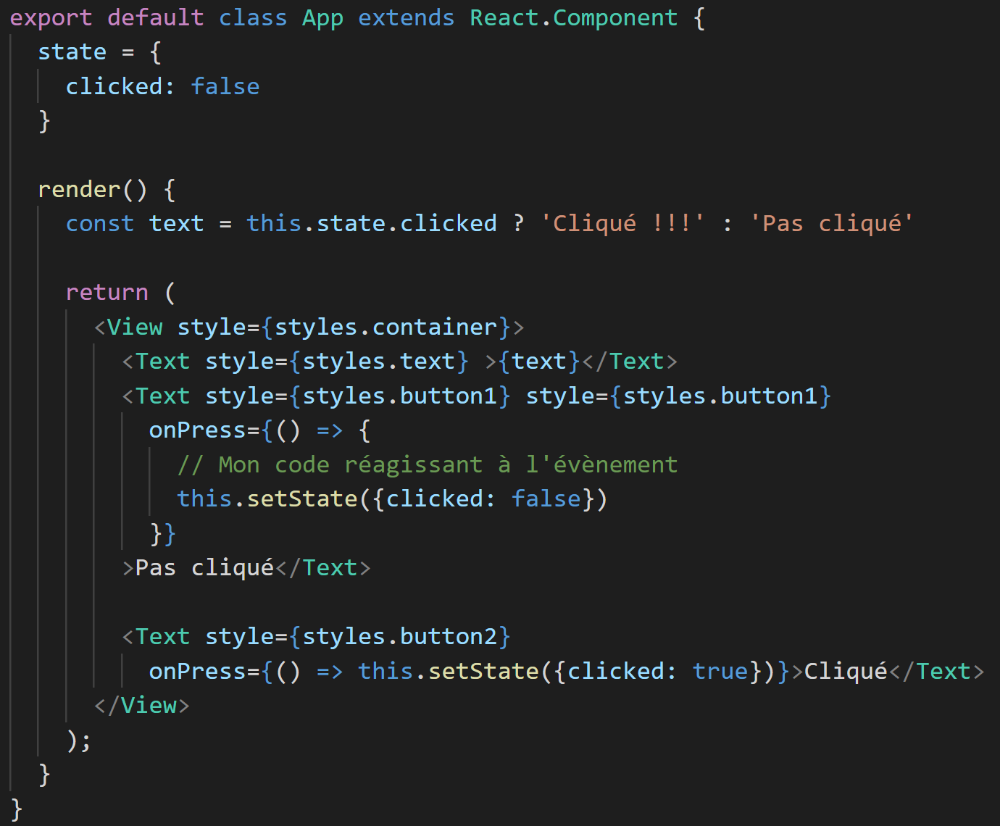 export default class App extends React.Component {
  state = {
    clicked: false
  }

  render() {
    const text = this.state.clicked ? 'Cliqué !!!' : 'Pas cliqué'

    return (
      <View style={styles.container}>
        <Text style={styles.text} >{text}</Text>
        <Text style={styles.button1} style={styles.button1}
          onPress={() => {
            // Mon code réagissant à l'évènement
            this.setState({clicked: false})
          }}
        >Pas cliqué</Text>

        <Text style={styles.button2}
          onPress={() => this.setState({clicked: true})}>Cliqué</Text>
      </View>
    );
  }
}